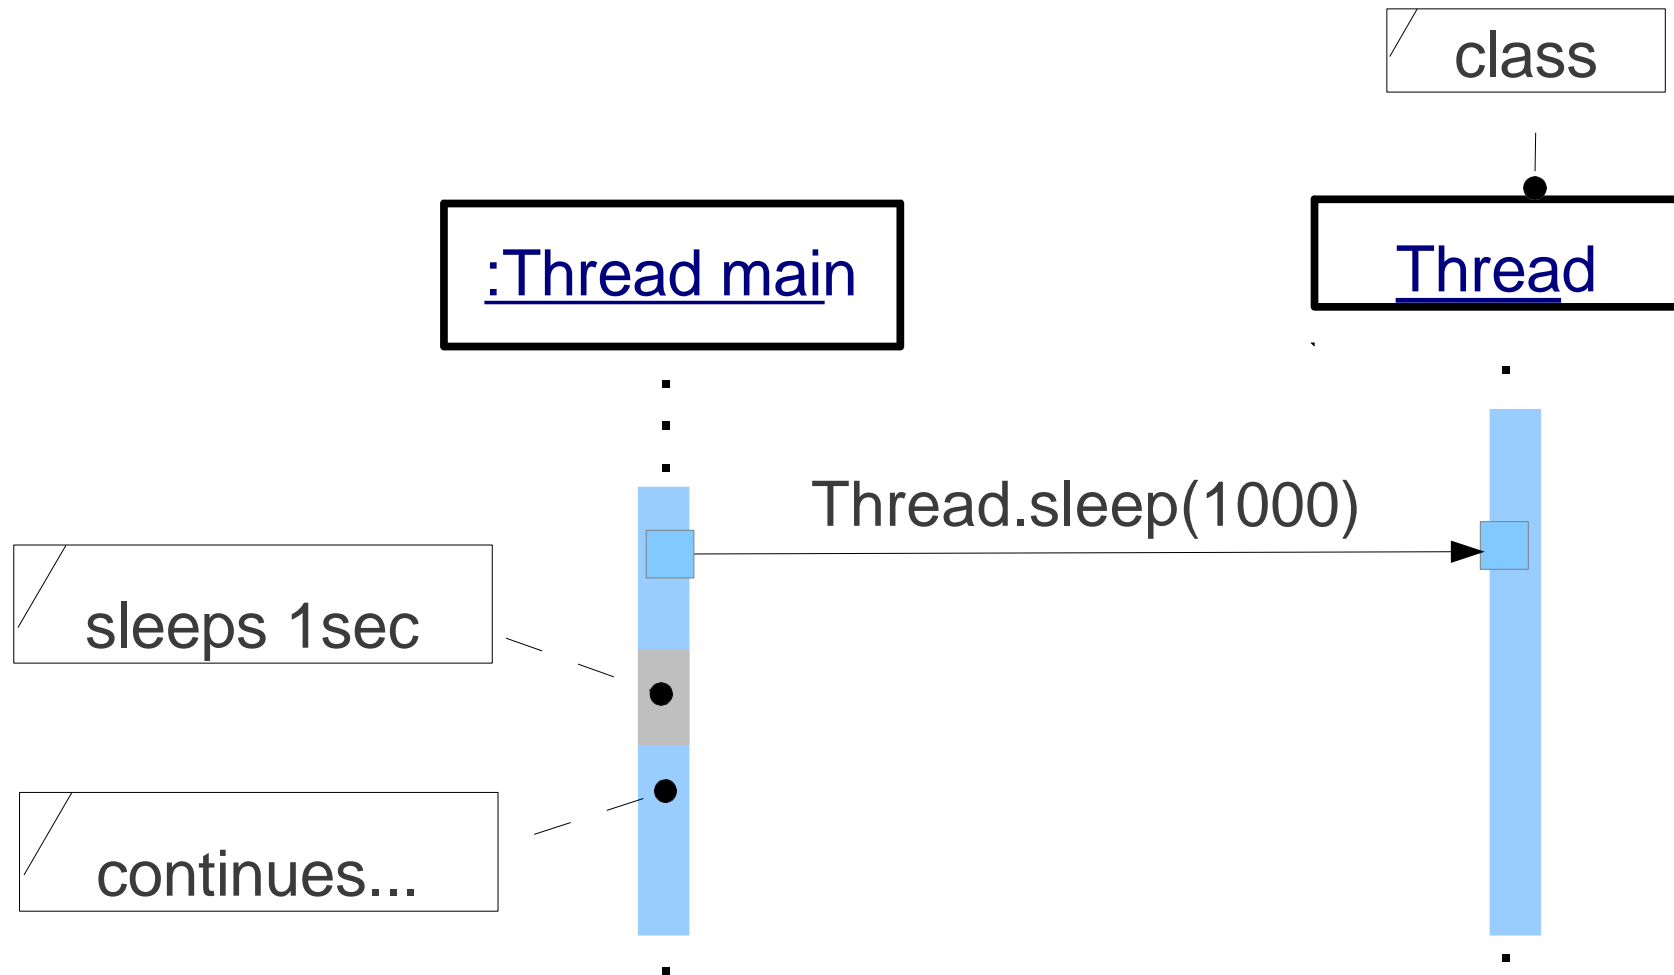 class
:Thread main
Thread
Thread.sleep(1000)
sleeps 1sec
continues...